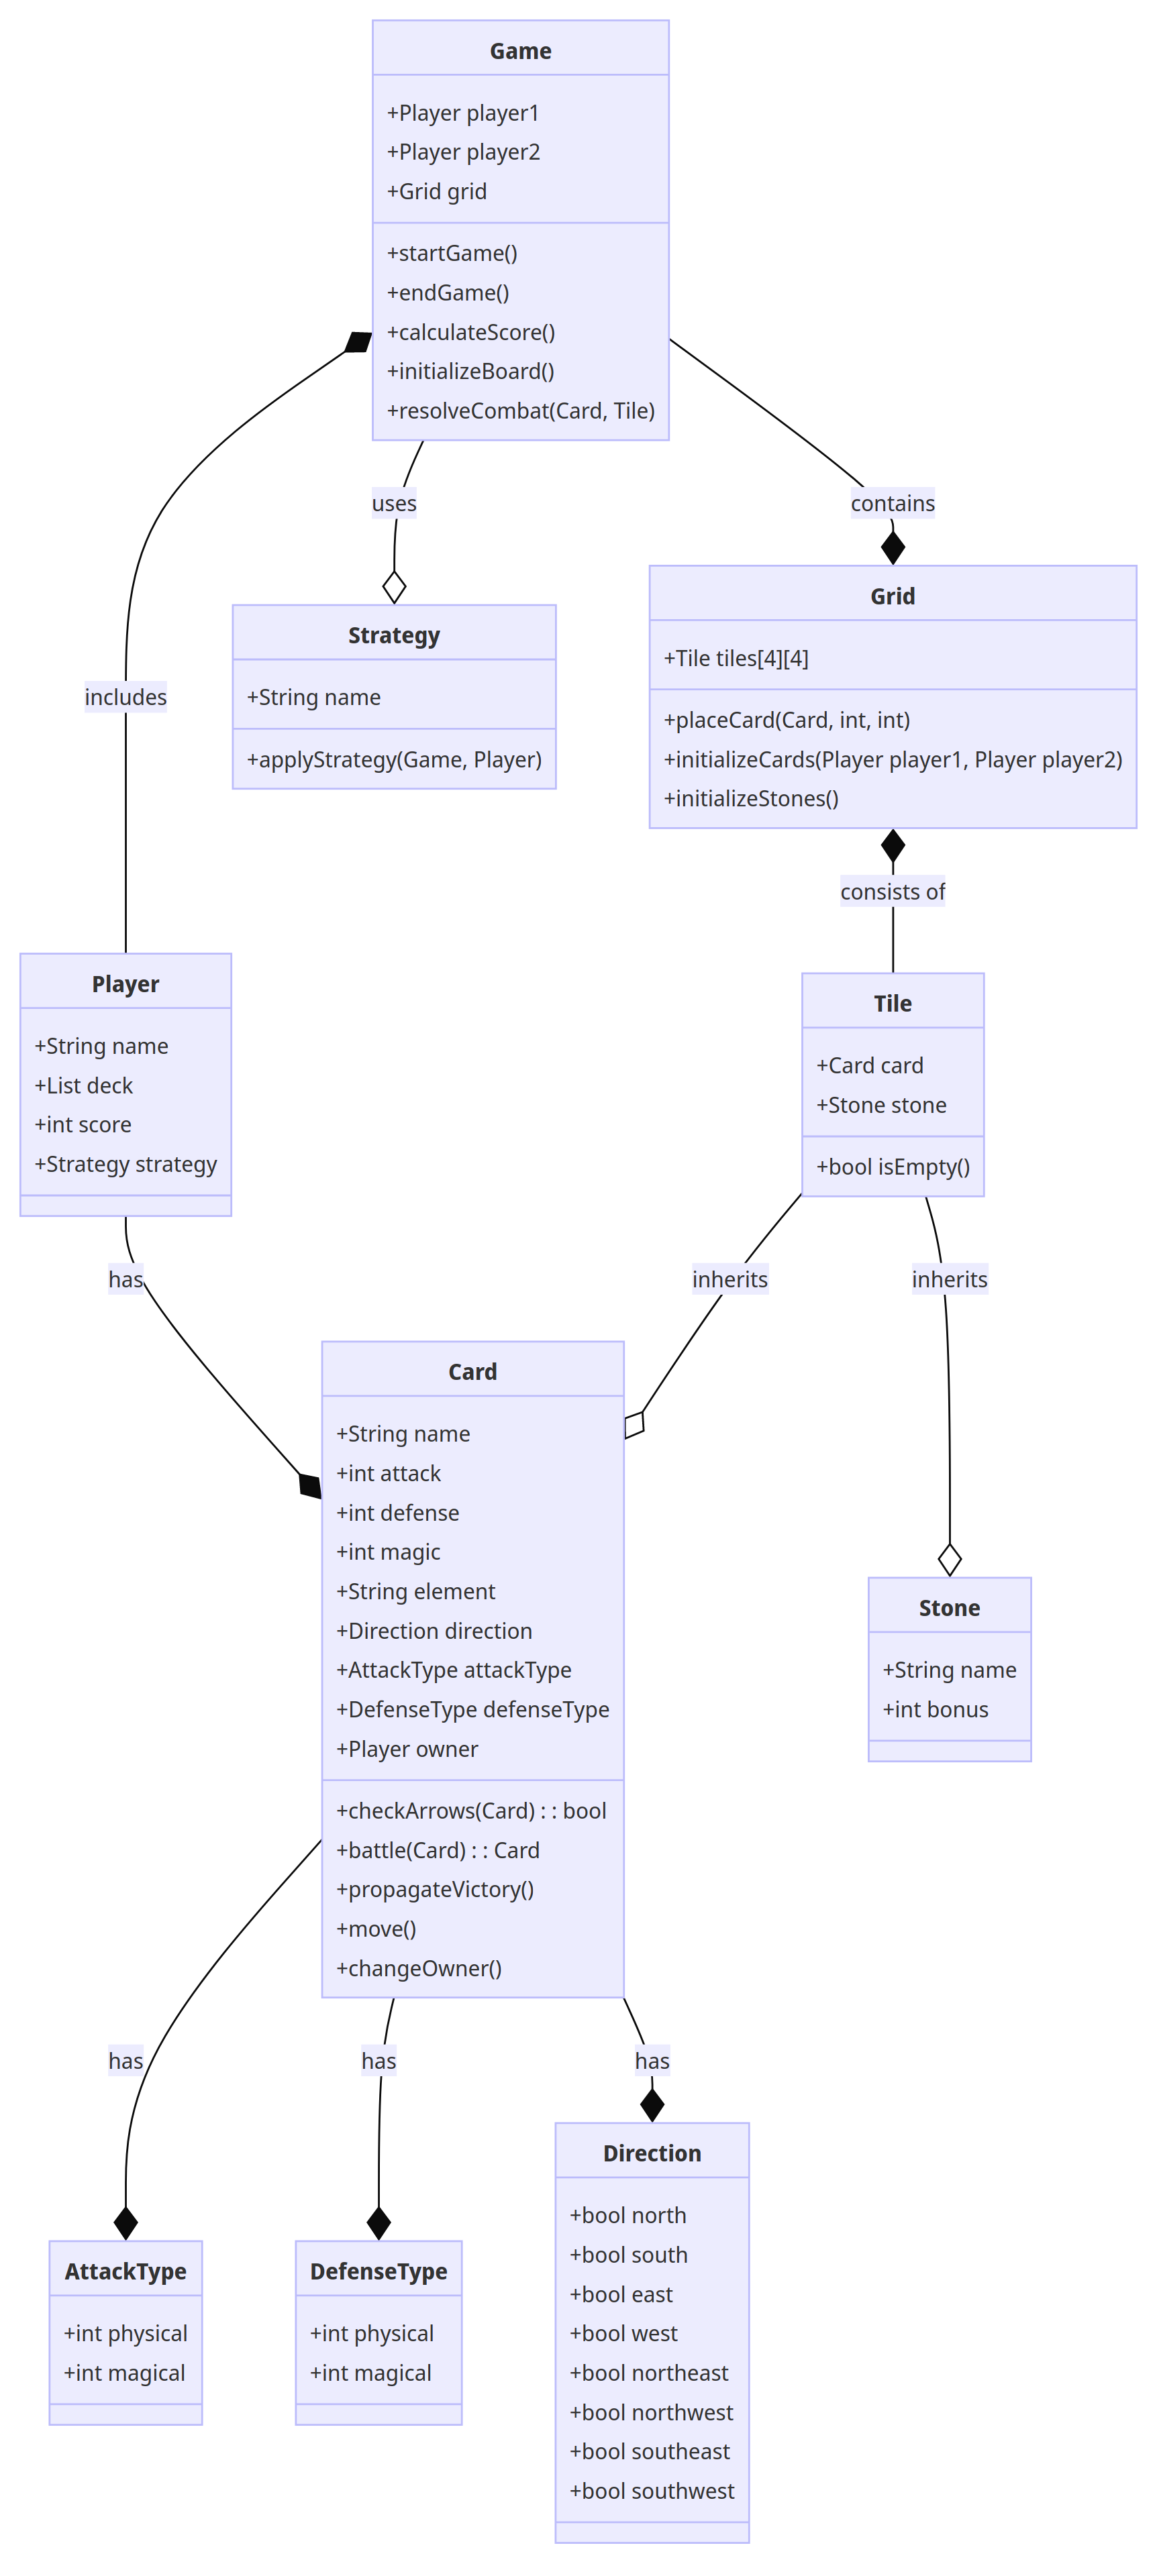 Game
+Player player1
+Player player2
+Grid grid
+startGame()
+endGame()
+calculateScore()
+initializeBoard()
+resolveCombat(Card, Tile)
uses
contains
includes
Strategy
+String name
+applyStrategy(Game, Player)
Grid
+Tile tiles[4][4]
+placeCard(Card, int, int)
+initializeCards(Player player1, Player player2)
+initializeStones()
consists of
Player
+String name
+List deck
+int score
+Strategy strategy
Tile
+Card card
+Stone stone
+bool isEmpty()
has
inherits
inherits
Card
+String name
+int attack
+int defense
+int magic
+String element
+Direction direction
+AttackType attackType
+DefenseType defenseType
+Player owner
+checkArrows(Card) : : bool
+battle(Card) : : Card
+propagateVictory()
+move()
+changeOwner()
Stone
+String name
+int bonus
has
has
has
AttackType
+int physical
+int magical
DefenseType
+int physical
+int magical
Direction
+bool north
+bool south
+bool east
+bool west
+bool northeast
+bool northwest
+bool southeast
+bool southwest